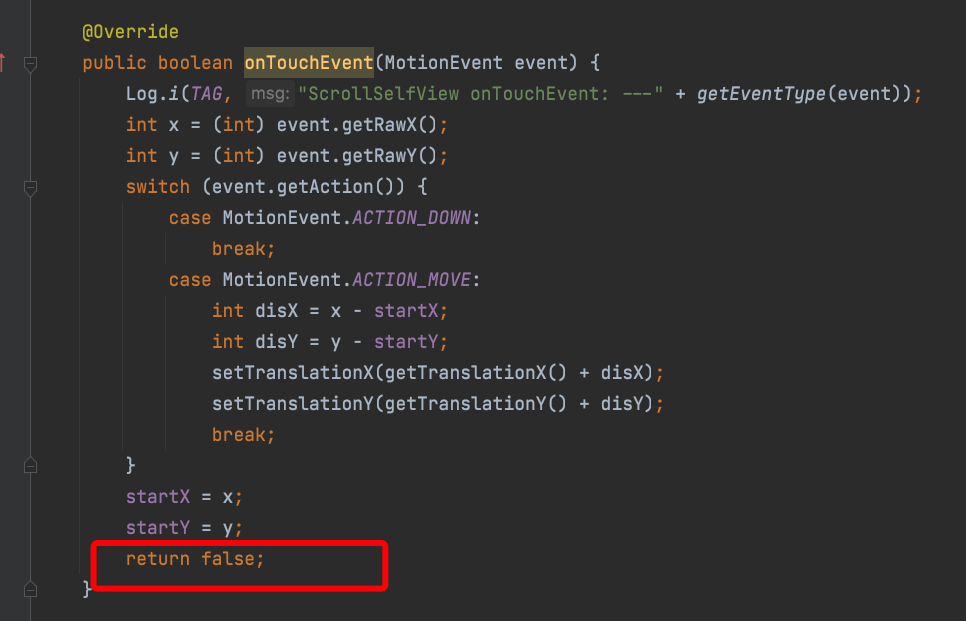 @Override
public boolean onTouchEvent(MotionEvent event) {
Log.i(TAG, msg: "ScrollSelfView onTouchEvent: ---" + getEventType(event));
int x = (int) event.getRawX();
int y = (int) event.getRawY();
switch (event.getAction()) {
case MotionEvent.ACTION_DOWN:
break;
case MotionEvent.ACTION_MOVE:
int disX = x - startX;
int disY = y - startY;
setTranslationX(getTranslationX() + disX);
setTranslationY(getTranslationY() + disY);
break;
}
startX = x;
startY = y;
return false;
}